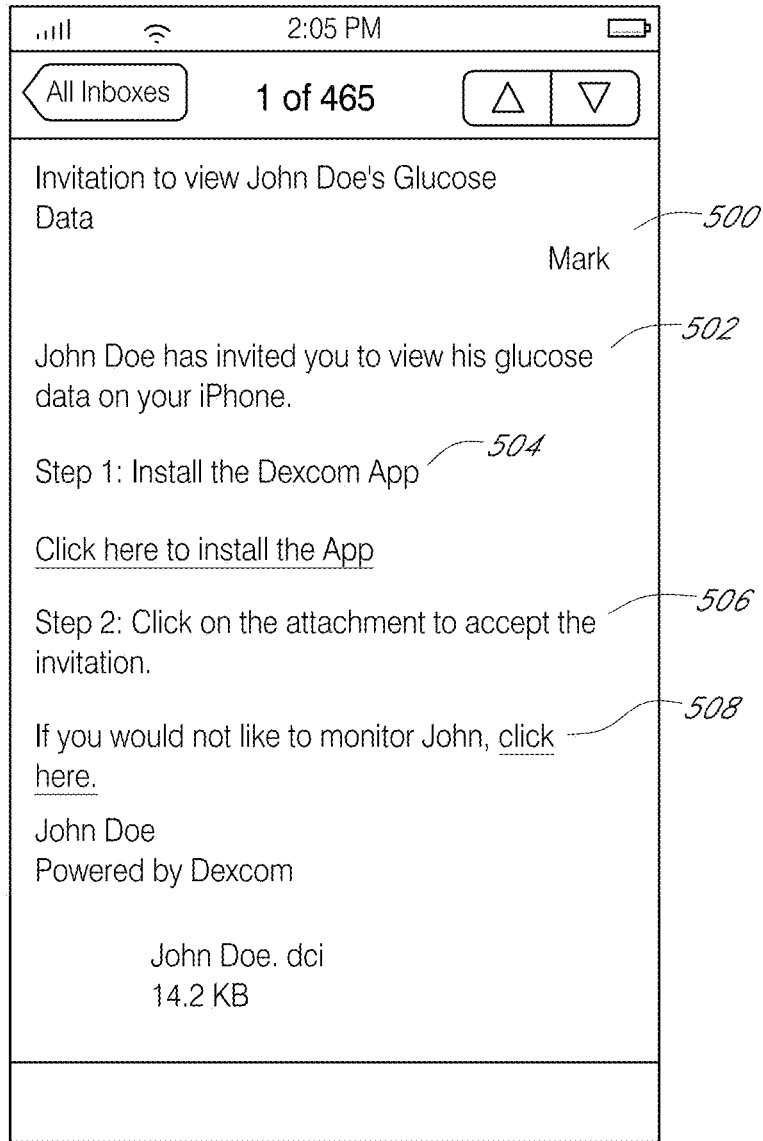 2:05 PM
All Inboxes 1 of 465
Invitation to view John Doe's Glucose
Data
500
Mark
502
John Doe has invited you to view his glucose
data on your iPhone.
504
Step 1: Install the Dexcom App
Click here to install the App
506
Step 2: Click on the attachment to accept the
invitation.
508
If you would not like to monitor John, click
here.
John Doe
Powered by Dexcom
John Doe. dci
14.2 KB